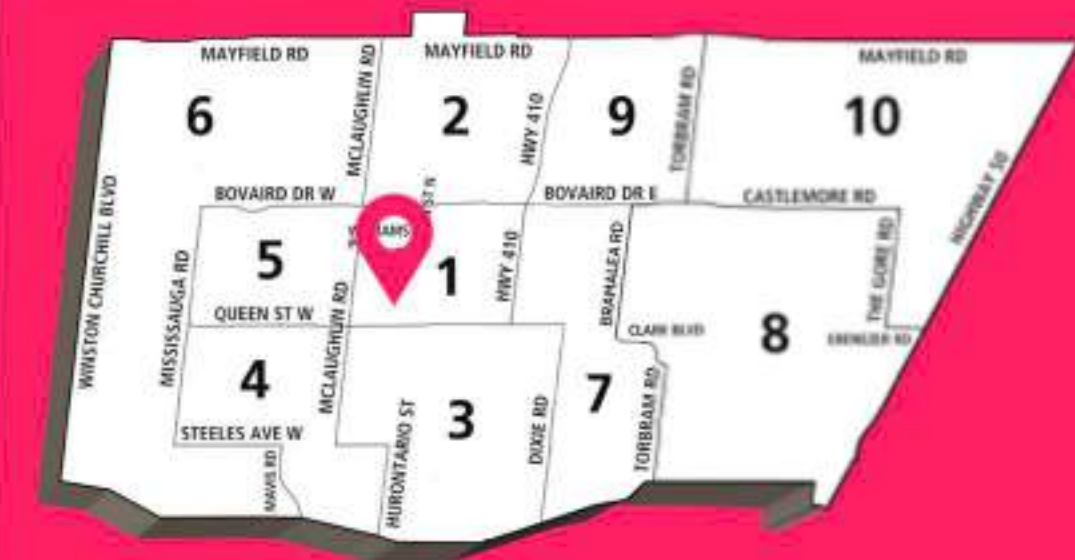 MAYFIELD RD
MCLAUGHLIN RD
MAYFIELD RD
HWY 410
TORBRAM RD
MAYFIELD RD
6
2
9
10
WINSTON CHURCHILL BLVD
BOVAIRD DR W
ST N
BOVAIRD DR E
CASTLEMORE RD
HIGHWAY 50
MISSISSAUGA RD
5
1
HWY 410
BRAMALEA RD
THE GORE RD
QUEEN ST W
MCLAUGHLIN RD
CLARK BLVD
8
EBENEZER RD
4
3
7
STEELES AVE W
HURONTARIO ST
DIXIE RD
TORBRAM RD
MAVIS RD